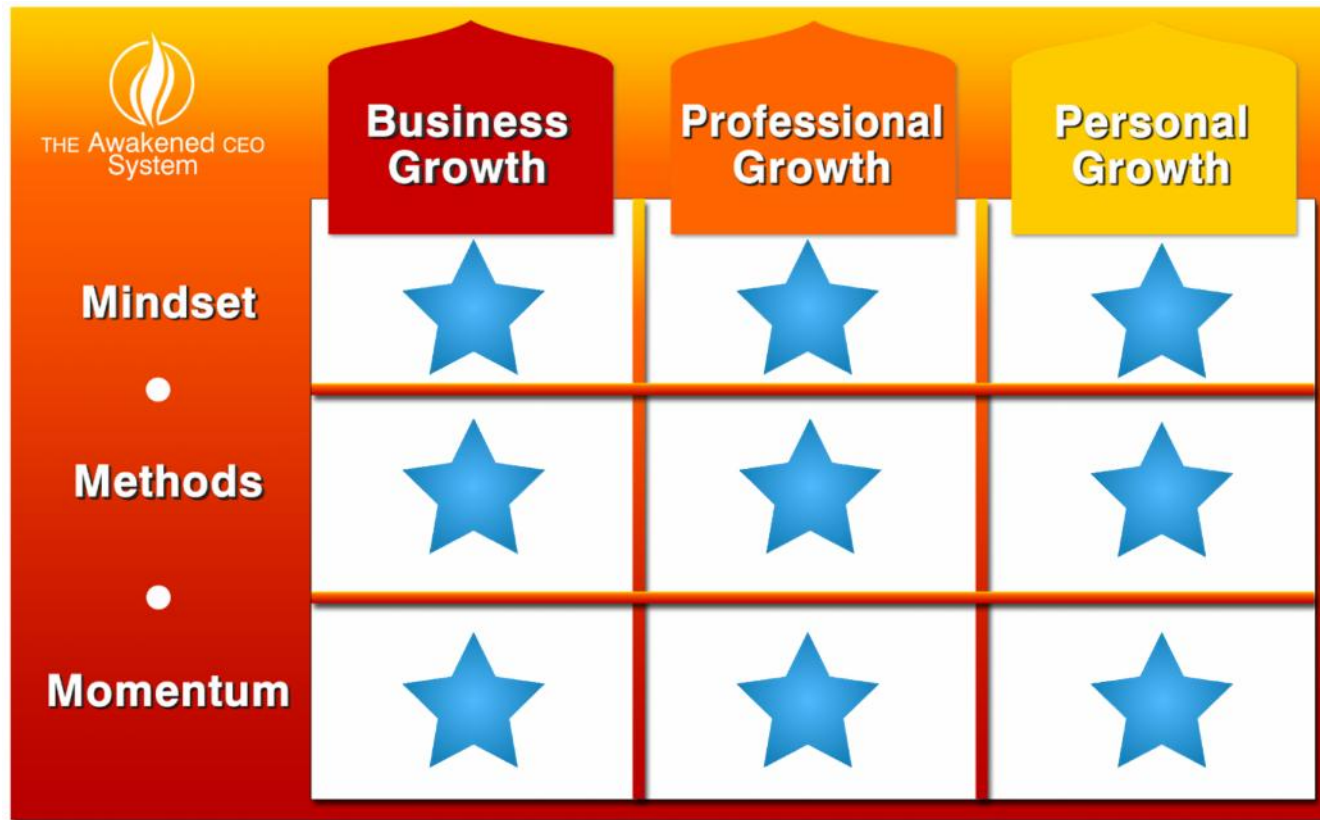 THE Awakened CEO
System
Business
Growth
Professional
Growth
Personal
Growth
Mindset
Methods
Momentum